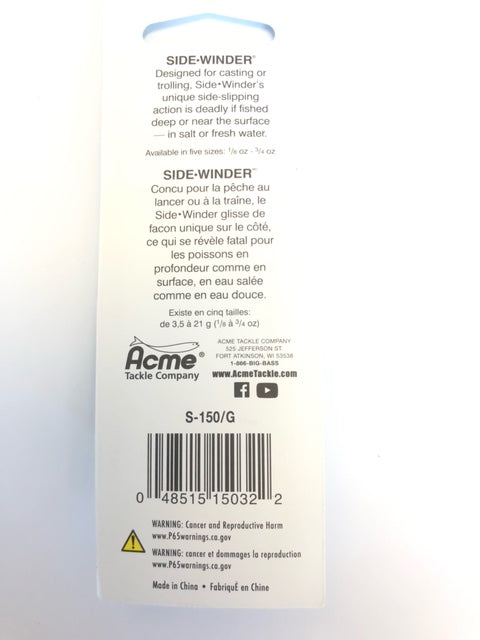 SIDE•WINDER™
Designed for casting or
trolling, Side•Winder's
unique side-slipping
action is deadly if fished
deep or near the surface
— in salt or fresh water.
Available in five sizes: 1/8 oz - 3/4 oz
SIDE•WINDER™
Concu pour la pêche au
lancer ou à la traîne, le
Side•Winder glisse de
facon unique sur le côté,
ce qui se révèle fatal pour
les poissons en
profondeur comme en
surface, en eau salée
comme en eau douce.
Existe en cinq tailles:
de 3,5 à 21 g (1/8 à 3/4 oz)
Acme®
Tackle Company
ACME TACKLE COMPANY
525 JEFFERSON ST.
FORT ATKINSON, WI 53538
1-866-BIG-BASS
www.AcmeTackle.com
S-150/G
0 48515 15032 2
WARNING: Cancer and Reproductive Harm
www.P65warnings.ca.gov
WARNING: cancer et dommages la reproduction
www.P65warnings.ca.gov
Made in China • FabriquÉ en Chine